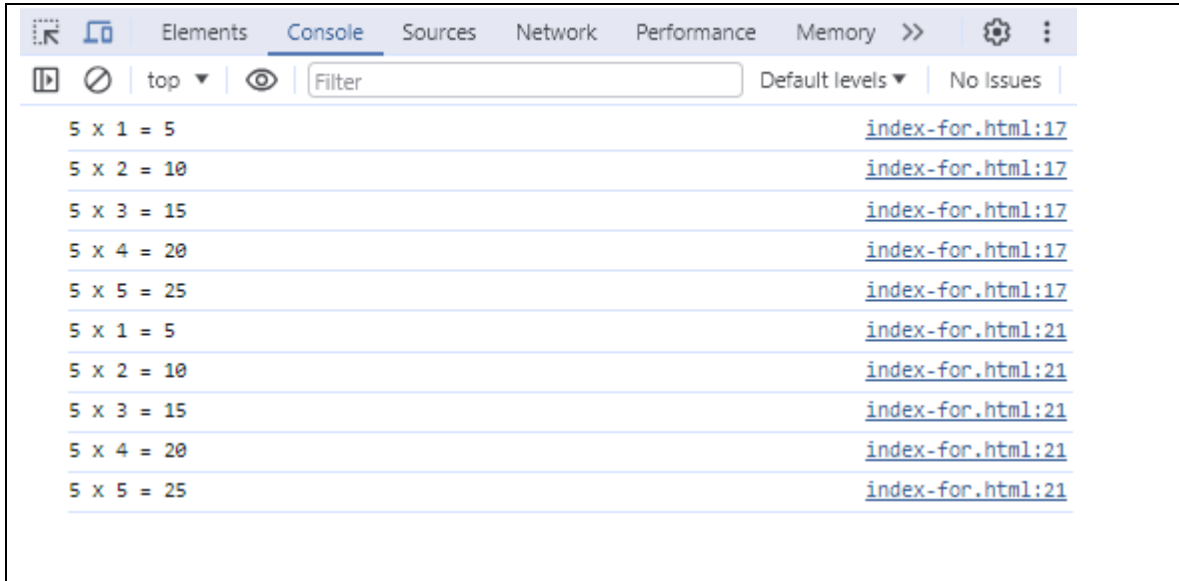 Elements Console Sources Network Performance Memory >>
top ▼ Filter Default levels ▼ No Issues
5 x 1 = 5 index-for.html:17
5 x 2 = 10 index-for.html:17
5 x 3 = 15 index-for.html:17
5 x 4 = 20 index-for.html:17
5 x 5 = 25 index-for.html:17
5 x 1 = 5 index-for.html:21
5 x 2 = 10 index-for.html:21
5 x 3 = 15 index-for.html:21
5 x 4 = 20 index-for.html:21
5 x 5 = 25 index-for.html:21